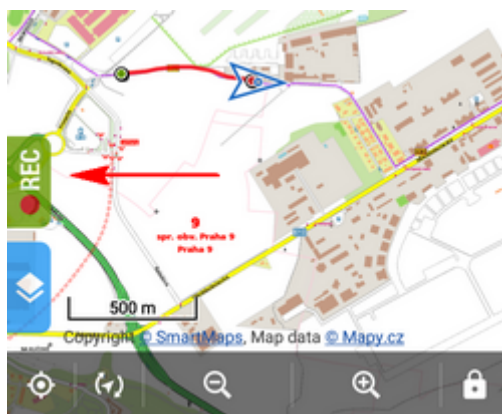 REC
9
spr. obv. Praha 9
Praha 9
500 m
Copyright © SmartMaps, Map data © Mapy.cz